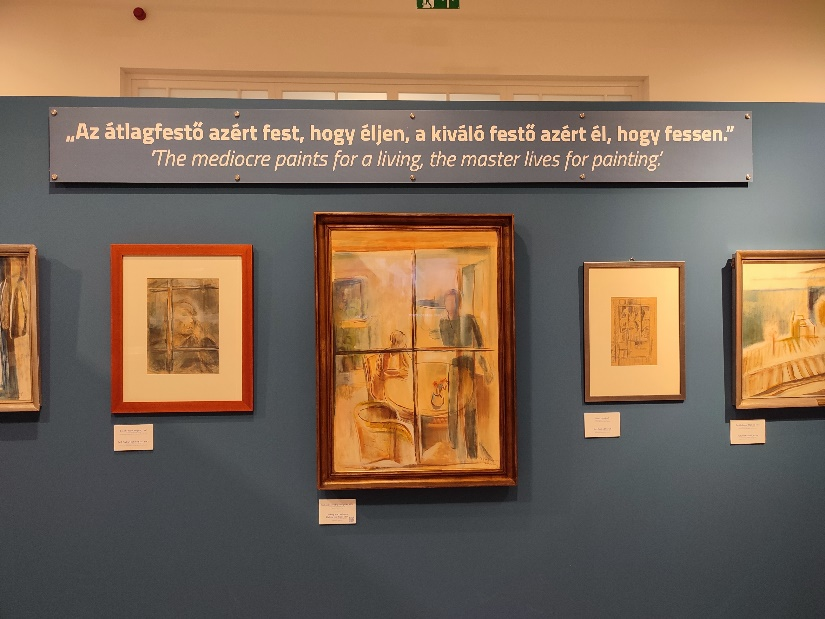 „Az átlagfestő azért fest, hogy éljen, a kiváló festő azért él, hogy fessen.”
'The mediocre paints for a living, the master lives for painting.'